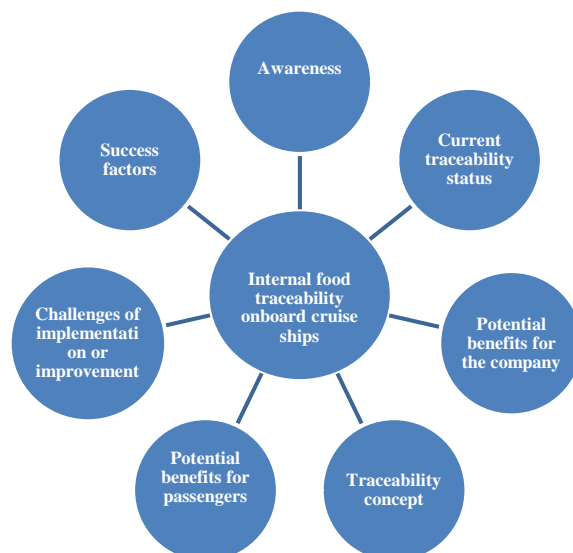 Awareness
Current
traceability
status
Success
factors
Internal food
traceability
onboard cruise
ships
Potential
benefits for
the company
Challenges of
implementati
on or
improvement
Potential
benefits for
passengers
Traceability
concept